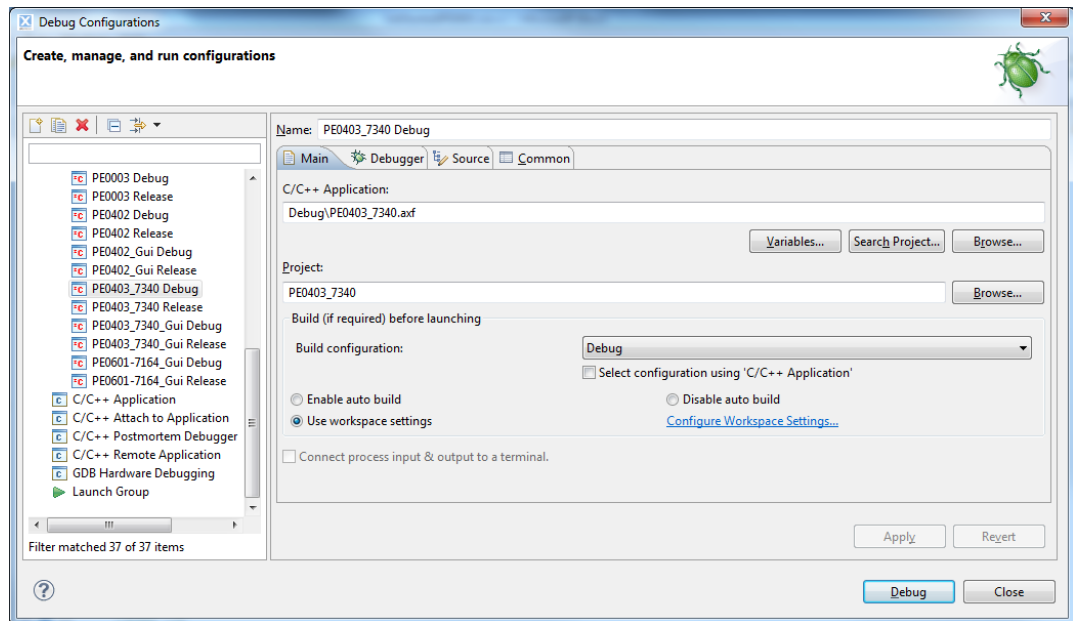 Debug Configurations
Create, manage, and run configurations
PE0003 Debug
PE0003 Release
PE0402 Debug
PE0402 Release
PE0402_Gui Debug
PE0402_Gui Release
PE0403_7340 Debug
PE0403_7340 Release
PE0403_7340_Gui Debug
PE0403_7340_Gui Release
PE0601-7164_Gui Debug
PE0601-7164_Gui Release
C/C++ Application
C/C++ Attach to Application
C/C++ Postmortem Debugger
C/C++ Remote Application
GDB Hardware Debugging
Launch Group
Filter matched 37 of 37 items
Name: PE0403_7340 Debug
Main Debugger Source Common
C/C++ Application:
Debug\PE0403_7340.axf
Variables... Search Project... Browse...
Project:
PE0403_7340 Browse...
Build (if required) before launching
Build configuration: Debug
Select configuration using 'C/C++ Application'
Enable auto build Disable auto build
Use workspace settings Configure Workspace Settings...
Connect process input & output to a terminal.
Apply Revert
Debug Close